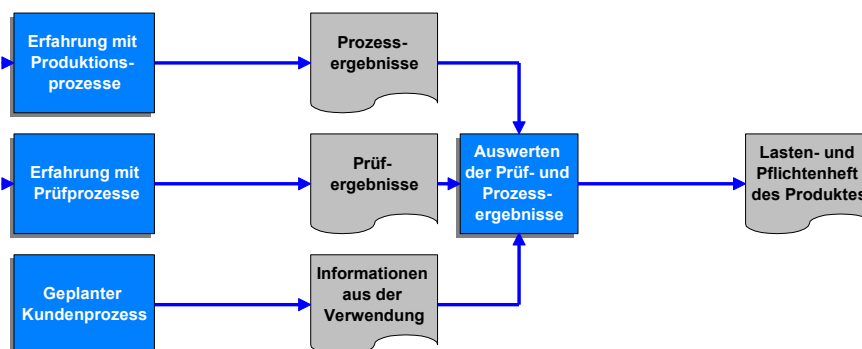 Erfahrung mit
Produktions-
prozesse
Prozess-
ergebnisse
Erfahrung mit
Prüfprozesse
Prüf-
ergebnisse
Auswerten
der Prüf- und
Prozess-
ergebnisse
Lasten- und
Pflichtenheft
des Produktes
Geplanter
Kundenprozess
Informationen
aus der
Verwendung